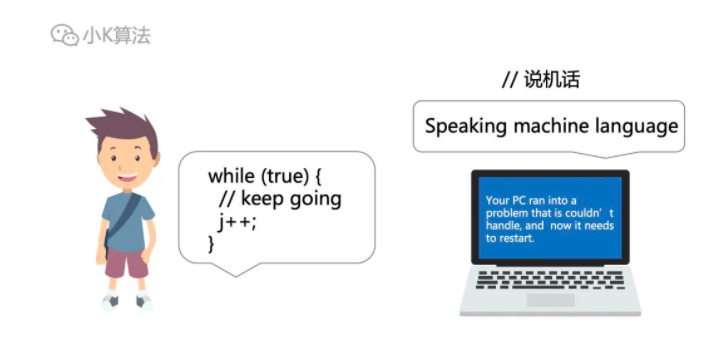 小K算法
// 说机话
Speaking machine language
while (true) {
// keep going
j++;
}
Your PC ran into a
problem that is couldn't
handle, and now it needs
to restart.